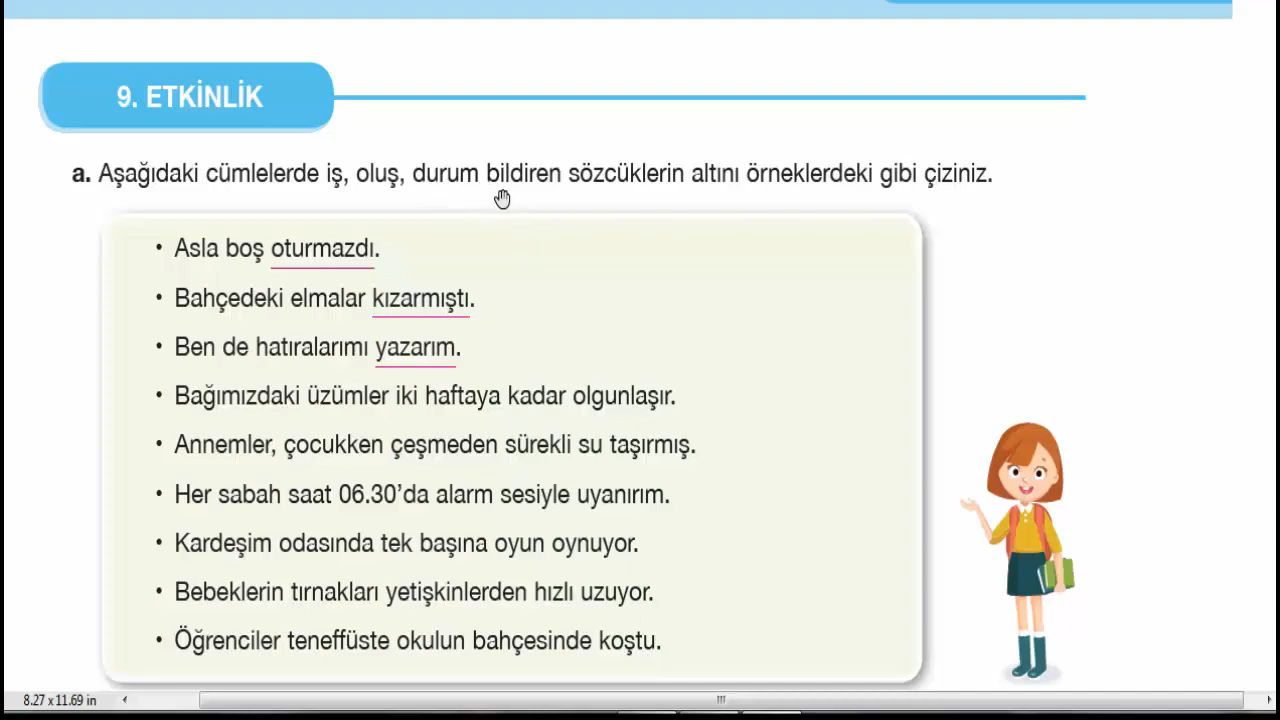 9. ETKİNLİK
a. Aşağıdaki cümlelerde iş, oluş, durum bildiren sözcüklerin altını örneklerdeki gibi çiziniz.
• Asla boş oturmazdı.
• Bahçedeki elmalar kızarmıştı.
• Ben de hatıralarımı yazarım.
• Bağımızdaki üzümler iki haftaya kadar olgunlaşır.
• Annemler, çocukken çeşmeden sürekli su taşırmış.
• Her sabah saat 06.30’da alarm sesiyle uyanırım.
• Kardeşim odasında tek başına oyun oynuyor.
• Bebeklerin tırnakları yetişkinlerden hızlı uzuyor.
• Öğrenciler teneffüste okulun bahçesinde koştu.
8.27 x 11.69 in